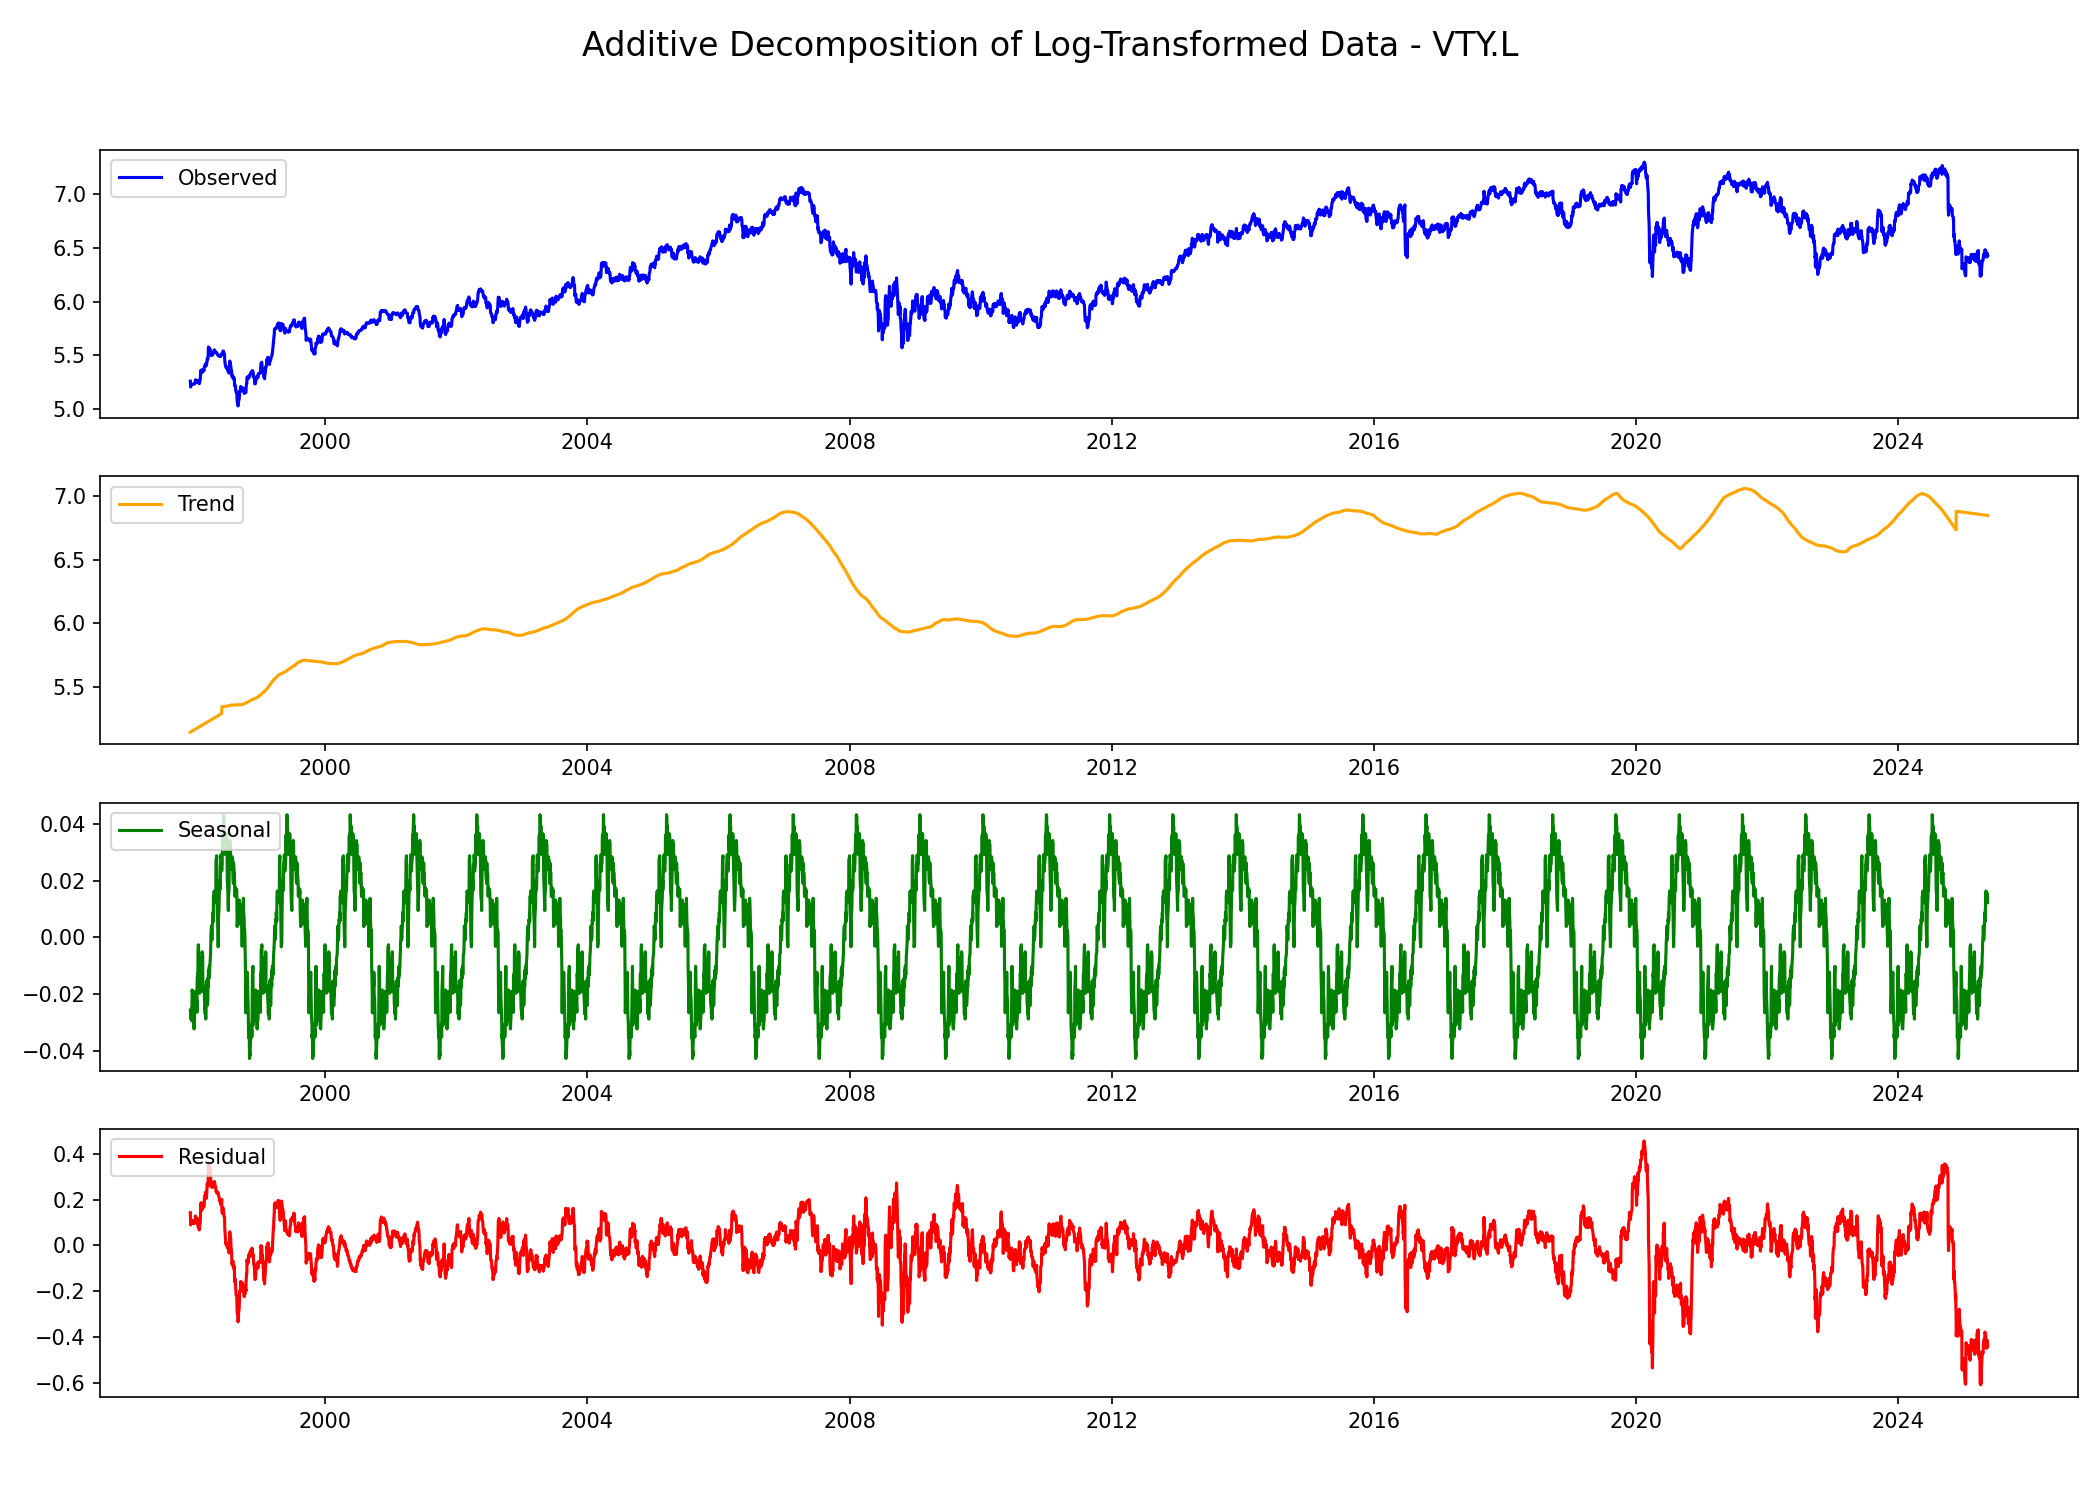 Additive Decomposition of Log-Transformed Data - VTY.L
Observed
7.0
6.5
6.0
5.5
5.0
2000 2004 2008 2012 2016 2020 2024
Trend
7.0
6.5
6.0
5.5
2000 2004 2008 2012 2016 2020 2024
Seasonal
0.04
0.02
0.00
−0.02
−0.04
2000 2004 2008 2012 2016 2020 2024
Residual
0.4
0.2
0.0
−0.2
−0.4
−0.6
2000 2004 2008 2012 2016 2020 2024